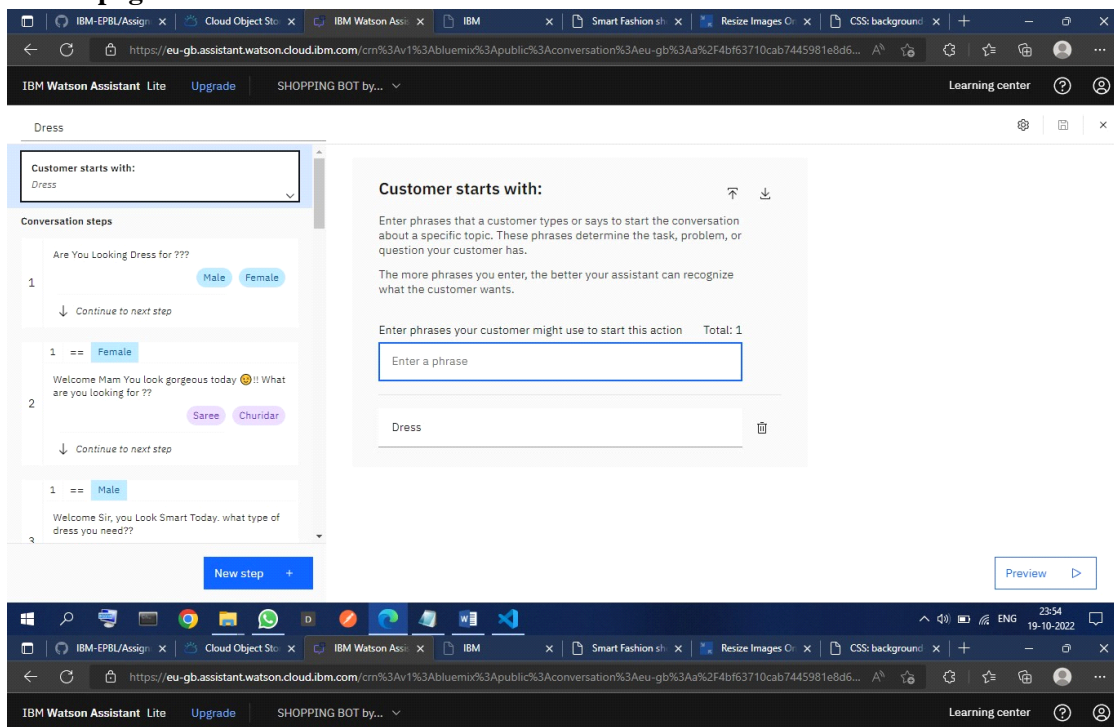 IBM-EPBL/Assign
Cloud Object Sto
IBM Watson Assis
IBM
Smart Fashion sh
Resize Images On
CSS: background
https://eu-gb.assistant.watson.cloud.ibm.com/crn%3Av1%3Abluemix%3Apublic%3Aconversation%3Aeu-gb%3Aa%2F4bf63710cab7445981e8d6...
IBM Watson Assistant Lite Upgrade SHOPPING BOT by... Learning center
Dress
Customer starts with:
Dress
Conversation steps
1
Are You Looking Dress for ???
Male Female
Continue to next step
1 == Female
2
Welcome Mam You look gorgeous today 😉!! What
are you looking for ??
Saree Churidar
Continue to next step
1 == Male
3
Welcome Sir, you Look Smart Today. what type of
dress you need??
New step +
Customer starts with:
Enter phrases that a customer types or says to start the conversation
about a specific topic. These phrases determine the task, problem, or
question your customer has.
The more phrases you enter, the better your assistant can recognize
what the customer wants.
Enter phrases your customer might use to start this action Total: 1
Enter a phrase
Dress
Preview
ENG
23:54
19-10-2022
IBM-EPBL/Assign
Cloud Object Sto
IBM Watson Assis
IBM
Smart Fashion sh
Resize Images On
CSS: background
https://eu-gb.assistant.watson.cloud.ibm.com/crn%3Av1%3Abluemix%3Apublic%3Aconversation%3Aeu-gb%3Aa%2F4bf63710cab7445981e8d6...
IBM Watson Assistant Lite Upgrade SHOPPING BOT by... Learning center